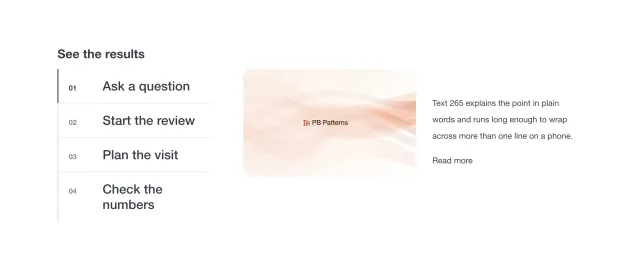 See the results
01 Ask a question
02 Start the review
03 Plan the visit
04 Check the
numbers
PB Patterns
Text 265 explains the point in plain
words and runs long enough to wrap
across more than one line on a phone.
Read more